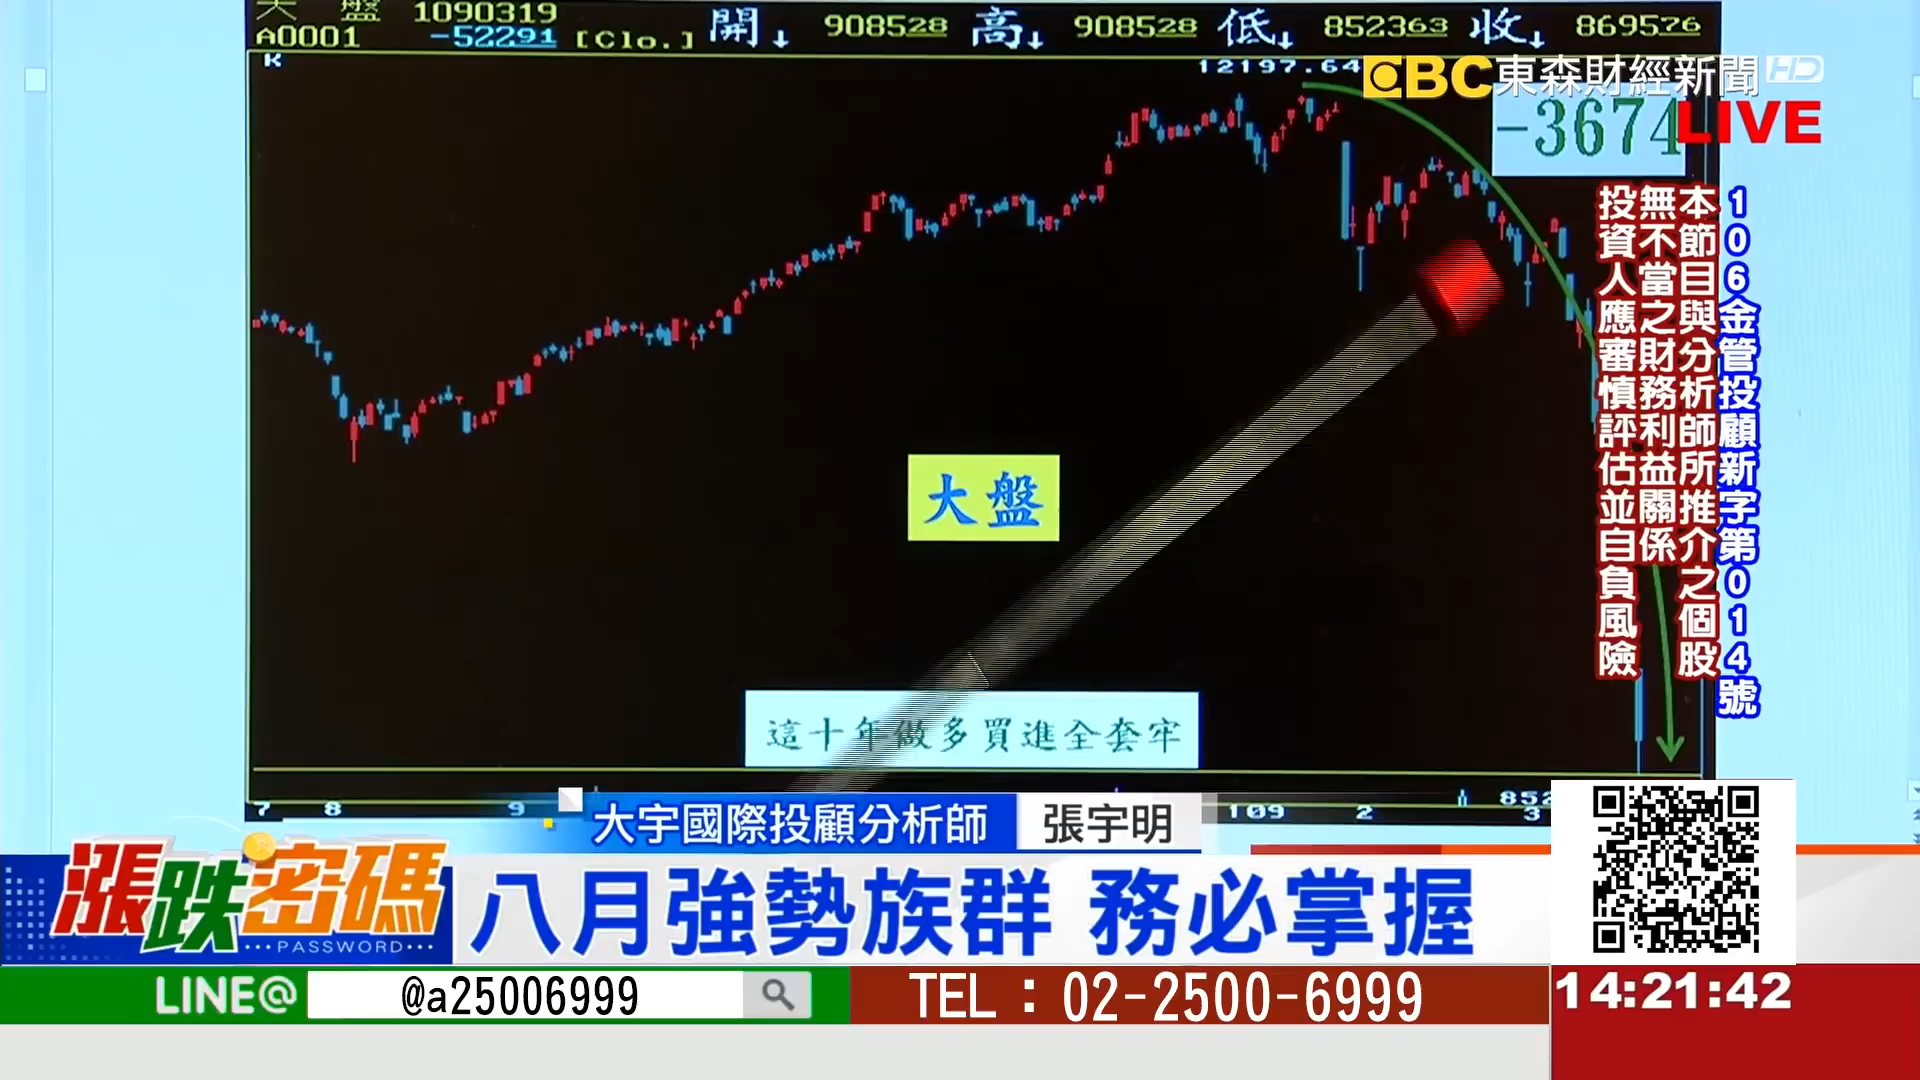 大盤 1090319 開↓ 908528 高↓ 908528 低↓ 852363 收↓ 869576
A0001 -52291 [Clo.]
K
12197.64
EBC東森財經新聞HD
-3674
LIVE
106金管投顧新字第014號
本節目與分析師所推介之個股
無不當之財務利益關係
投資人應審慎評估並自負風險
大盤
這十年做多買進全套牢
7 8 9 109 2 3
852
大宇國際投顧分析師 張宇明
漲跌密碼
PASSWORD
八月強勢族群 務必掌握
LINE@ @a25006999
TEL：02-2500-6999
14:21:42